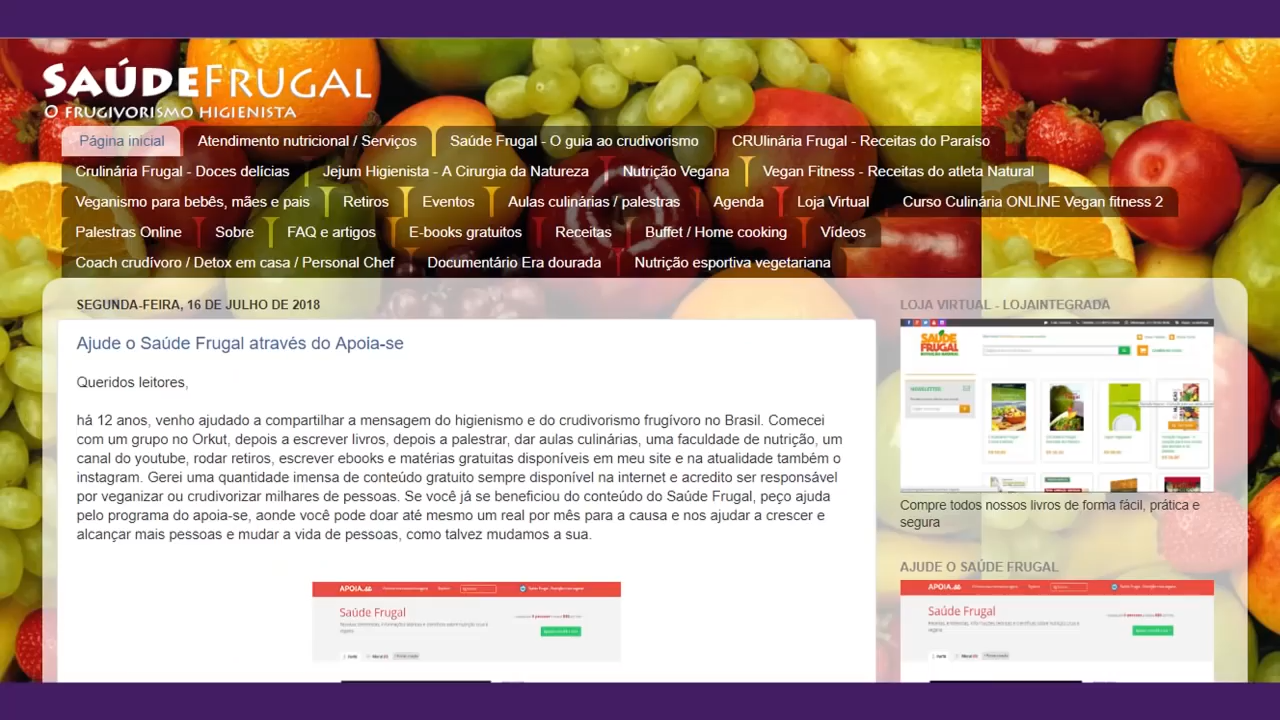 SAÚDEFRUGAL
O FRUGIVORISMO HIGIENISTA
Página inicial Atendimento nutricional / Serviços Saúde Frugal - O guia ao crudivorismo CRUlinária Frugal - Receitas do Paraíso
Crulinária Frugal - Doces delícias Jejum Higienista - A Cirurgia da Natureza Nutrição Vegana Vegan Fitness - Receitas do atleta Natural
Veganismo para bebês, mães e pais Retiros Eventos Aulas culinárias / palestras Agenda Loja Virtual Curso Culinária ONLINE Vegan fitness 2
Palestras Online Sobre FAQ e artigos E-books gratuitos Receitas Buffet / Home cooking Vídeos
Coach crudívoro / Detox em casa / Personal Chef Documentário Era dourada Nutrição esportiva vegetariana
SEGUNDA-FEIRA, 16 DE JULHO DE 2018
Ajude o Saúde Frugal através do Apoia-se
Queridos leitores,
há 12 anos, venho ajudado a compartilhar a mensagem do higienismo e do crudivorismo frugívoro no Brasil. Comecei
com um grupo no Orkut, depois a escrever livros, depois a palestrar, dar aulas culinárias, uma faculdade de nutrição, um
canal do youtube, rodar retiros, escrever ebooks e matérias gratuitas disponíveis em meu site e na atualidade também o
instagram. Gerei uma quantidade imensa de conteúdo gratuito sempre disponível na internet e acredito ser responsável
por veganizar ou crudivorizar milhares de pessoas. Se você já se beneficiou do conteúdo do Saúde Frugal, peço ajuda
pelo programa do apoia-se, aonde você pode doar até mesmo um real por mês para a causa e nos ajudar a crescer e
alcançar mais pessoas e mudar a vida de pessoas, como talvez mudamos a sua.
APOIA.se
Saúde Frugal
LOJA VIRTUAL - LOJAINTEGRADA
SAÚDE
FRUGAL
Compre todos nossos livros de forma fácil, prática e
segura
AJUDE O SAÚDE FRUGAL
APOIA.se
Saúde Frugal